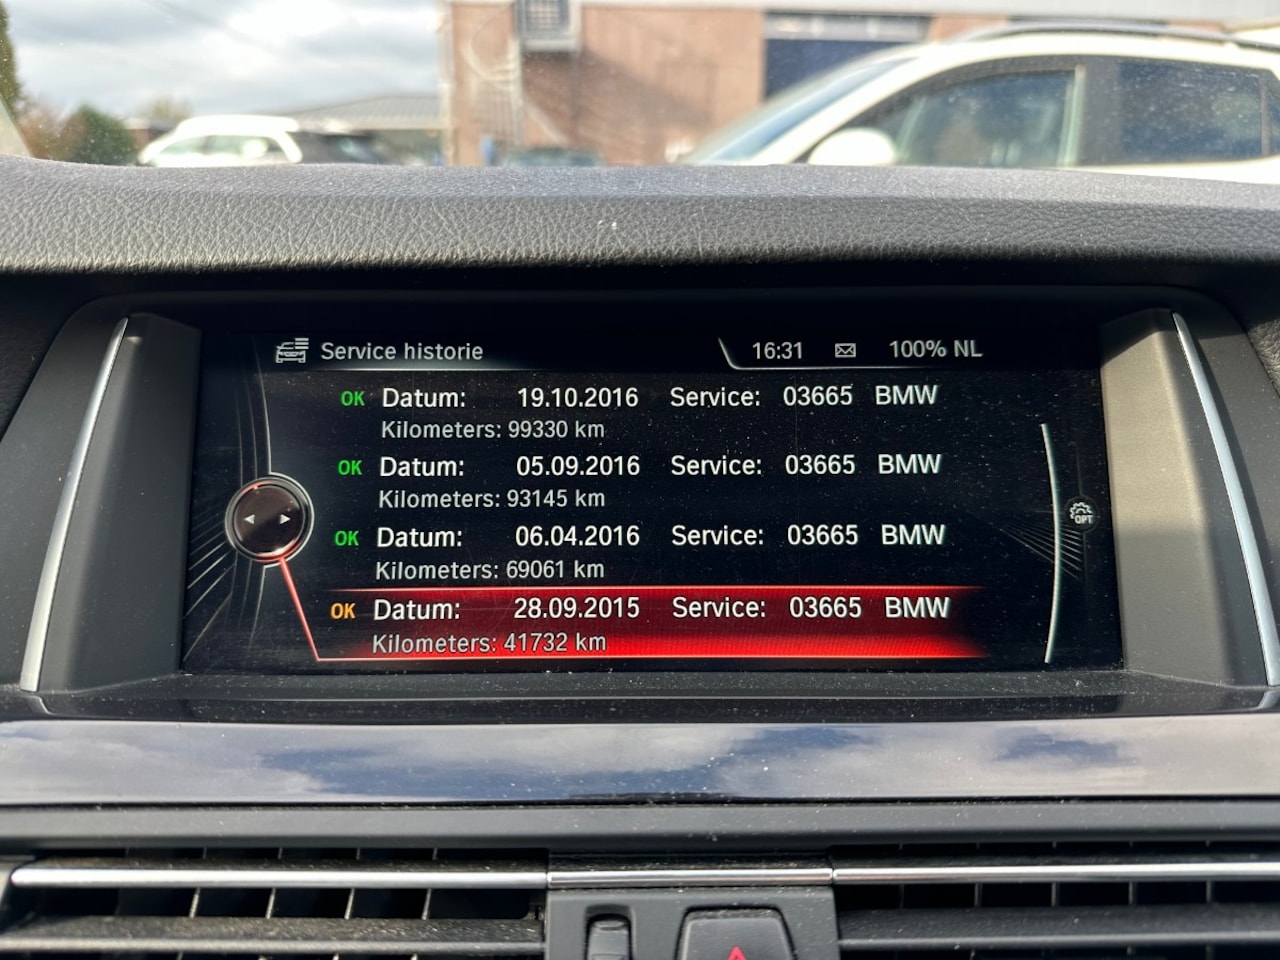 Service historie 16:31 100% NL
OK Datum: 19.10.2016 Service: 03665 BMW
Kilometers: 99330 km
OK Datum: 05.09.2016 Service: 03665 BMW
Kilometers: 93145 km
OK Datum: 06.04.2016 Service: 03665 BMW
Kilometers: 69061 km
OK Datum: 28.09.2015 Service: 03665 BMW
Kilometers: 41732 km
OPT